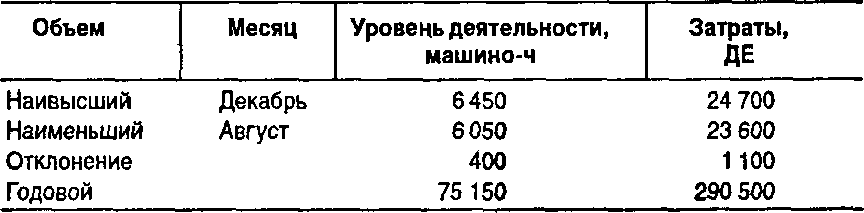 Объем Месяц Уровень деятельности, Затраты,
машино-ч ДЕ
Наивысший Декабрь 6 450 24 700
Наименьший Август 6 050 23 600
Отклонение 400 1 100
Годовой 75 150 290 500